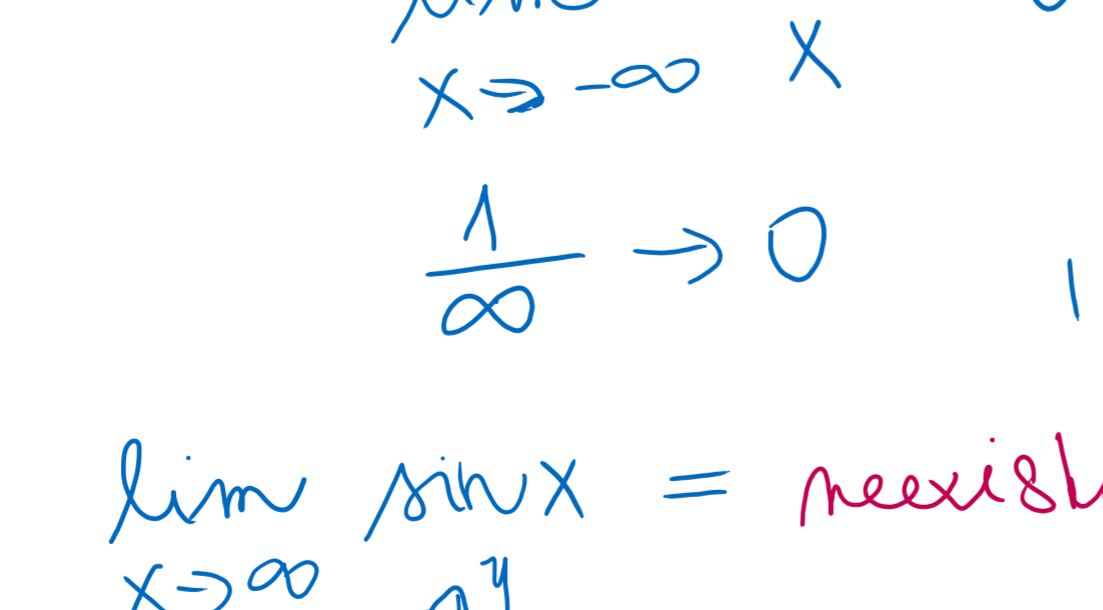 x → -∞ x
1
∞ → 0
lim sin x =
x → ∞